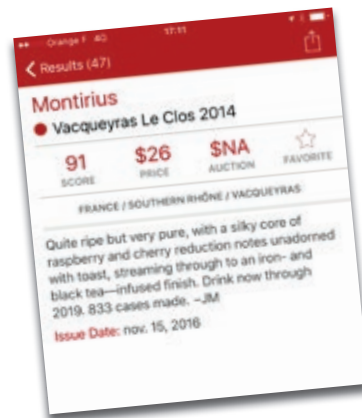 Orange F 4G 17:11
Results (47)
Montirius
Vacqueyras Le Clos 2014
91 $26 $NA
SCORE PRICE AUCTION FAVORITE
FRANCE / SOUTHERN RHÔNE / VACQUEYRAS
Quite ripe but very pure, with a silky core of
raspberry and cherry reduction notes unadorned
with toast, streaming through to an iron- and
black tea—infused finish. Drink now through
2019. 833 cases made. –JM
Issue Date: nov. 15, 2016